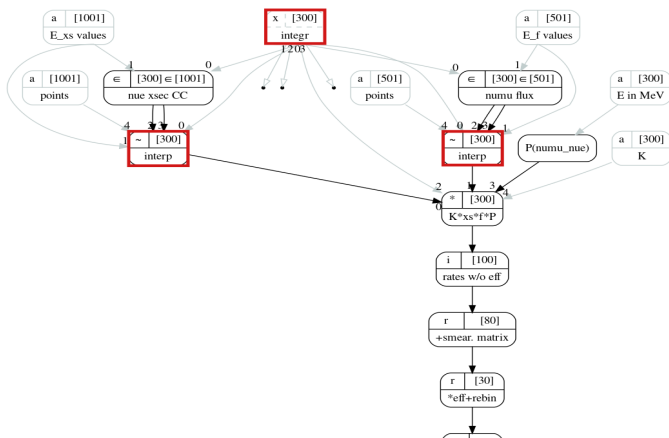 a [1001]
E_xs values
x [300]
integr
a [501]
E_f values
1 2 0 3
1
0
0
1
a [1001]
points
∈ [300]∈[1001]
nue xsec CC
a [501]
points
∈ [300]∈[501]
numu flux
a [300]
E in MeV
4
0
1
4
0
2
3
1
~ [300]
interp
~ [300]
interp
P(numu_nue)
a [300]
K
2
1
3
4
0
* [300]
K*xs*f*P
i [100]
rates w/o eff
r [80]
+smear. matrix
r [30]
*eff+rebin